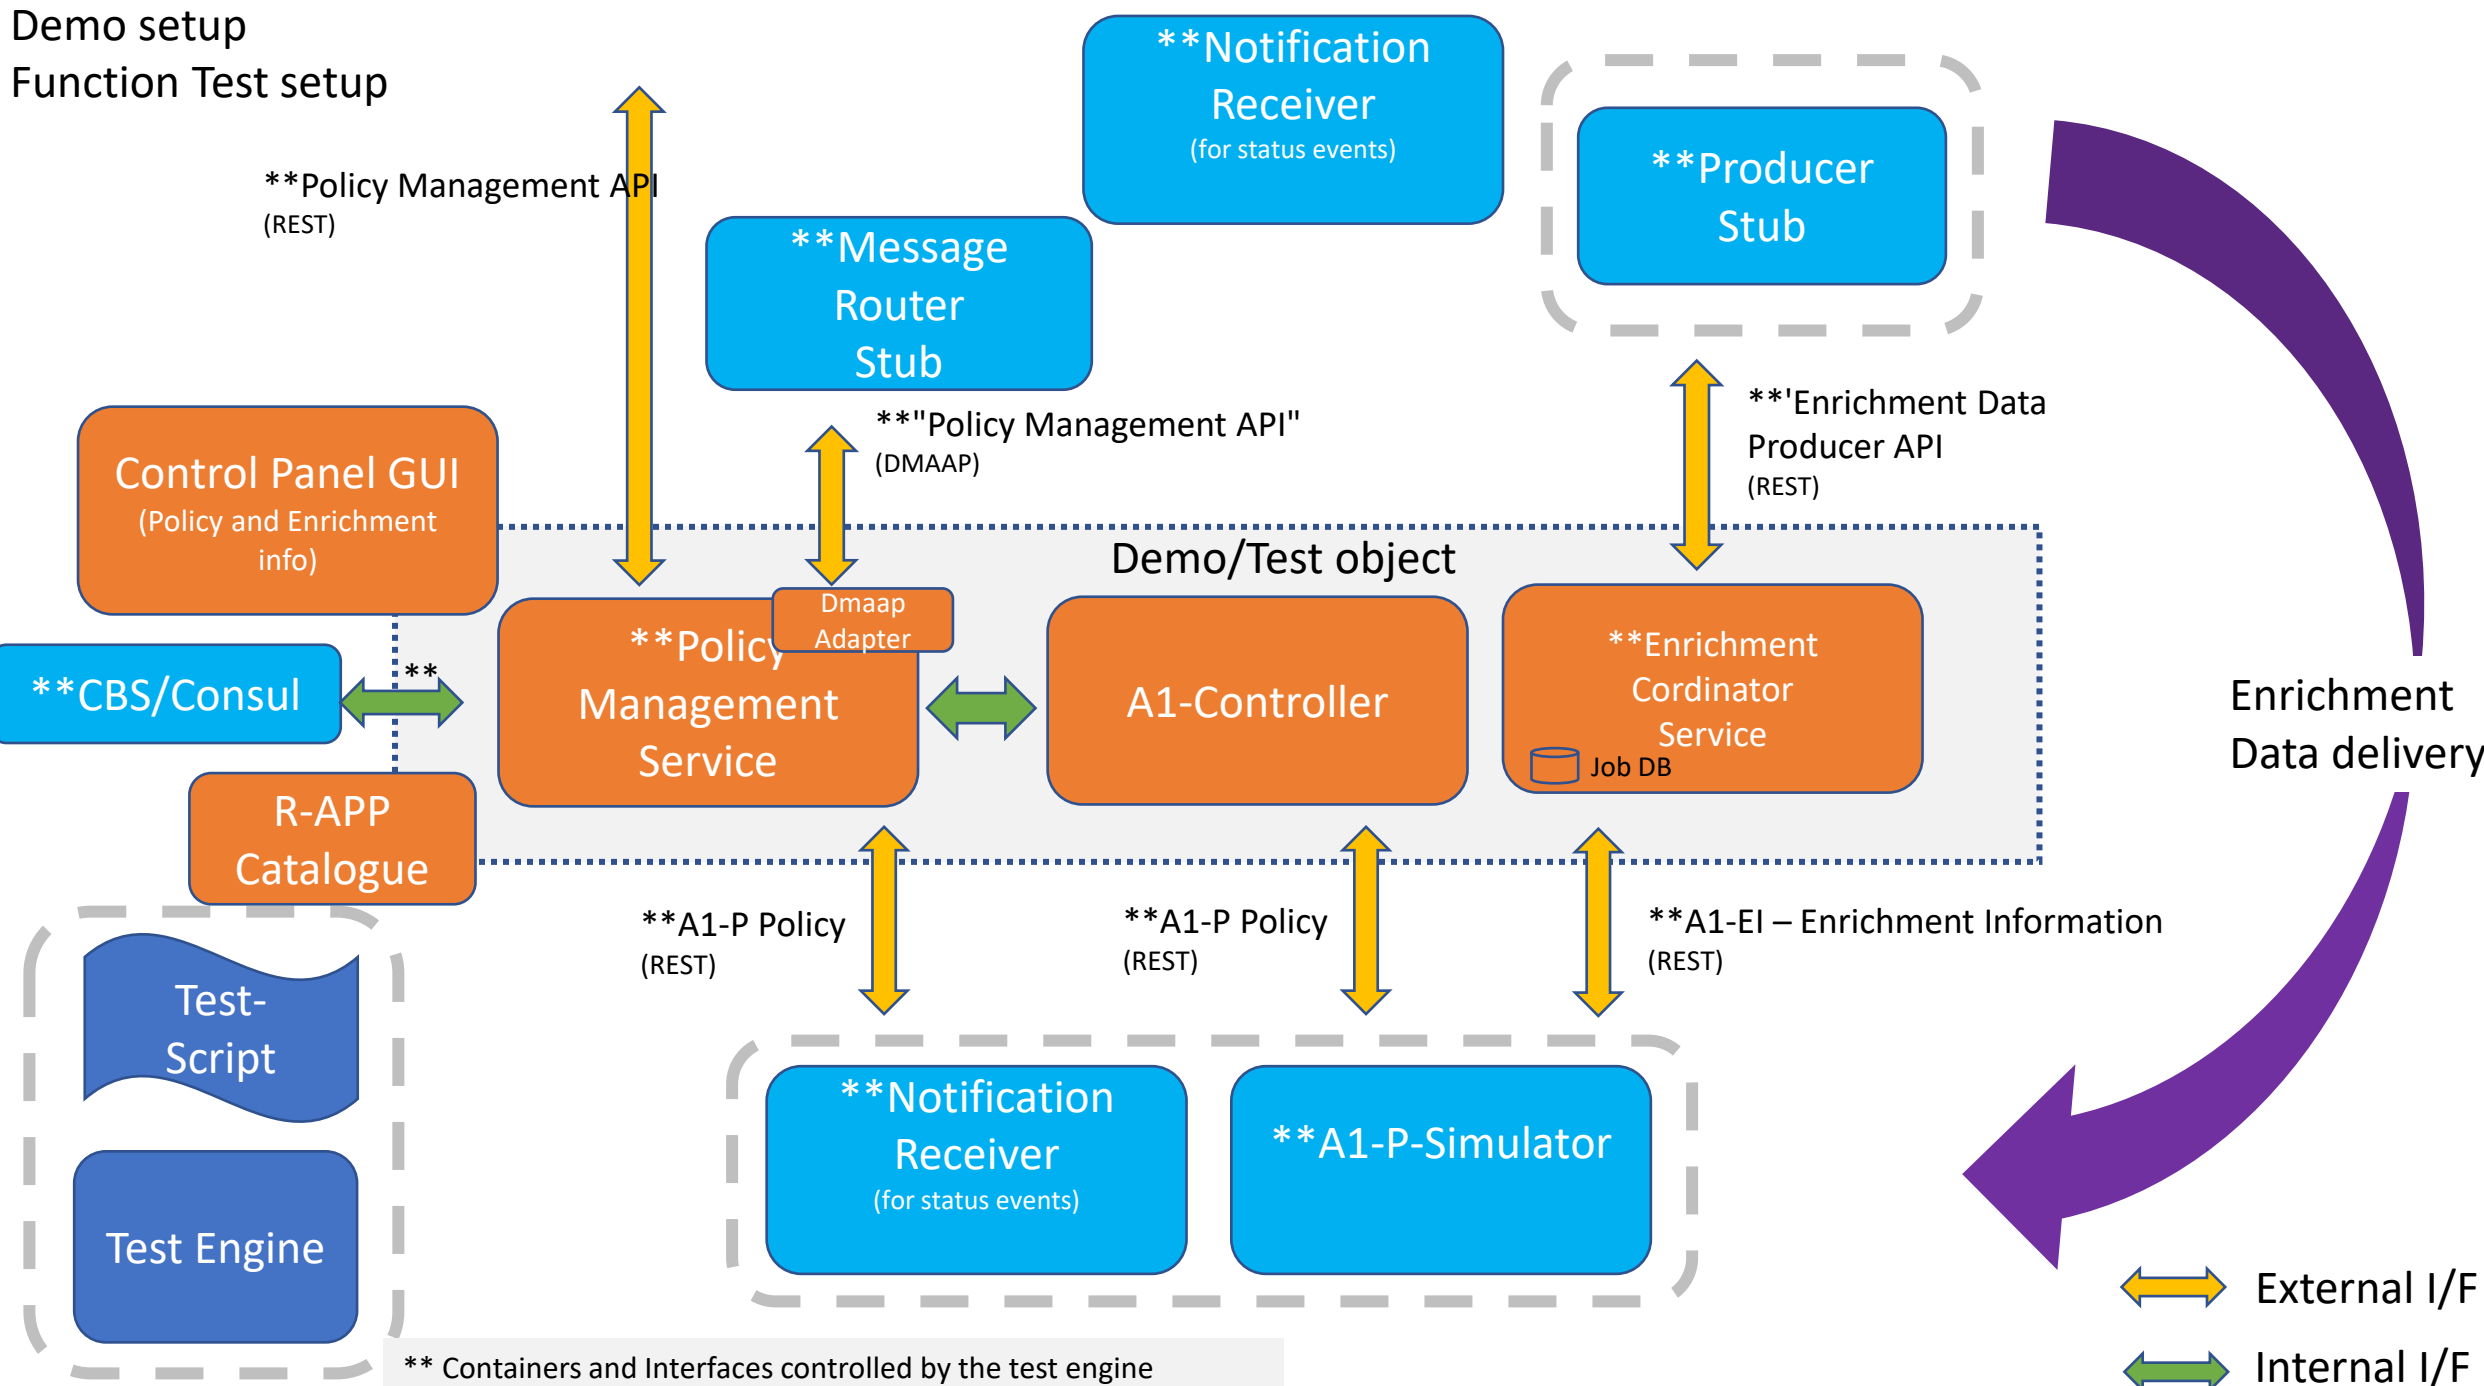 Demo setup
Function Test setup
**Notification
Receiver
(for status events)
**Producer
Stub
**Policy Management API
(REST)
**Message
Router
Stub
**"Policy Management API"
(DMAAP)
**'Enrichment Data
Producer API
(REST)
Control Panel GUI
(Policy and Enrichment
info)
Demo/Test object
Dmaap
Adapter
**Policy
Management
Service
A1-Controller
**Enrichment
Cordinator
Service
Job DB
**CBS/Consul
**
Enrichment
Data delivery
R-APP
Catalogue
**A1-P Policy
(REST)
**A1-P Policy
(REST)
**A1-EI – Enrichment Information
(REST)
Test-
Script
Test Engine
**Notification
Receiver
(for status events)
**A1-P-Simulator
External I/F
Internal I/F
** Containers and Interfaces controlled by the test engine